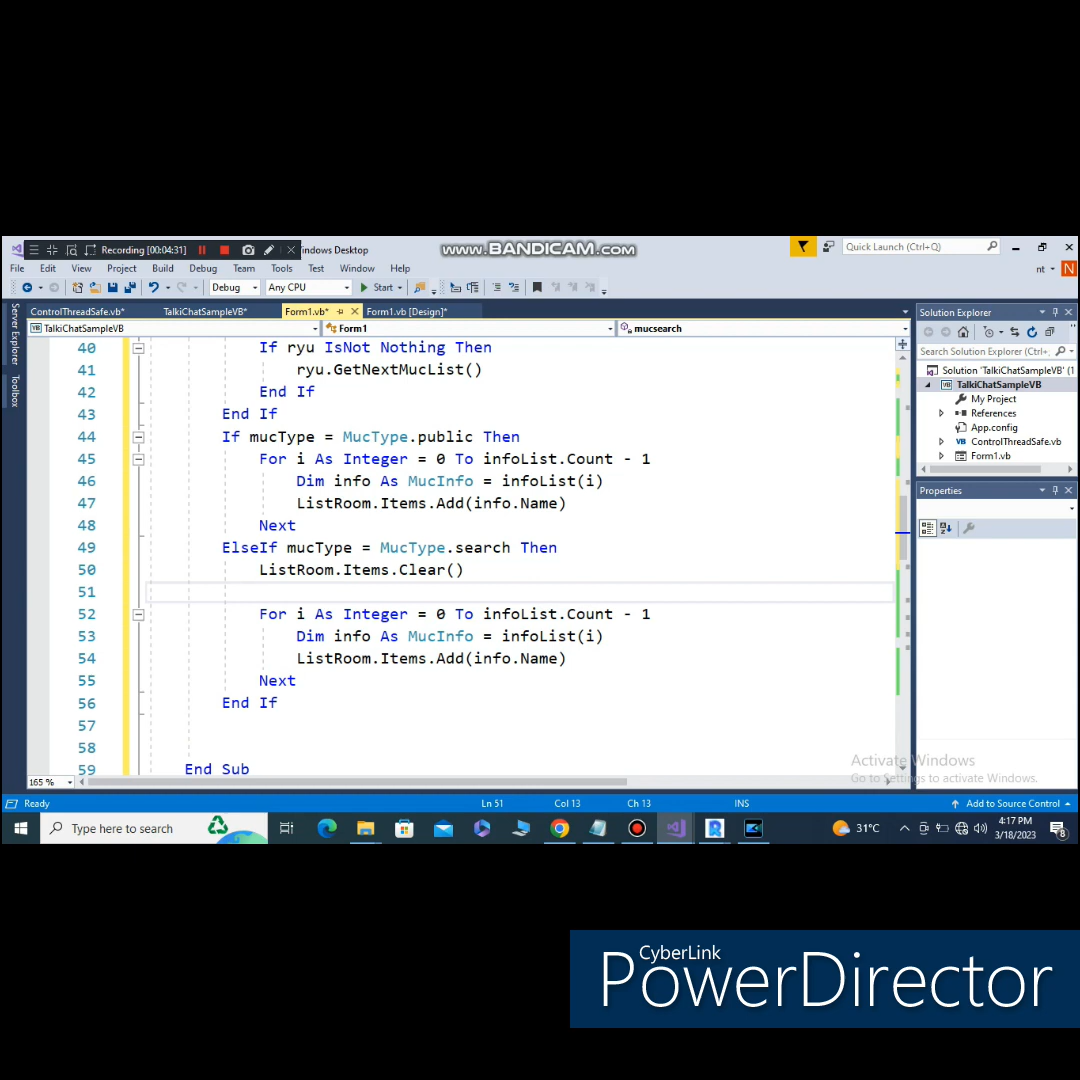 Recording [00:04:31] indows Desktop
www.BANDICAM.com
Quick Launch (Ctrl+Q)
File Edit View Project Build Debug Team Tools Test Window Help
nt N
Debug Any CPU Start
Server Explorer
Toolbox
ControlThreadSafe.vb* TalkiChatSampleVB* Form1.vb* Form1.vb [Design]*
VB TalkiChatSampleVB Form1 mucsearch
40 If ryu IsNot Nothing Then
41 ryu.GetNextMucList()
42 End If
43 End If
44 If mucType = MucType.public Then
45 For i As Integer = 0 To infoList.Count - 1
46 Dim info As MucInfo = infoList(i)
47 ListRoom.Items.Add(info.Name)
48 Next
49 ElseIf mucType = MucType.search Then
50 ListRoom.Items.Clear()
51
52 For i As Integer = 0 To infoList.Count - 1
53 Dim info As MucInfo = infoList(i)
54 ListRoom.Items.Add(info.Name)
55 Next
56 End If
57
58
59 End Sub
165 %
Solution Explorer
Search Solution Explorer (Ctrl+;
Solution 'TalkiChatSampleVB' (1
VB TalkiChatSampleVB
My Project
References
App.config
VB ControlThreadSafe.vb
Form1.vb
Properties
Activate Windows
Go to Settings to activate Windows.
Ready Ln 51 Col 13 Ch 13 INS Add to Source Control
Type here to search
31°C
4:17 PM
3/18/2023
8
CyberLink
PowerDirector